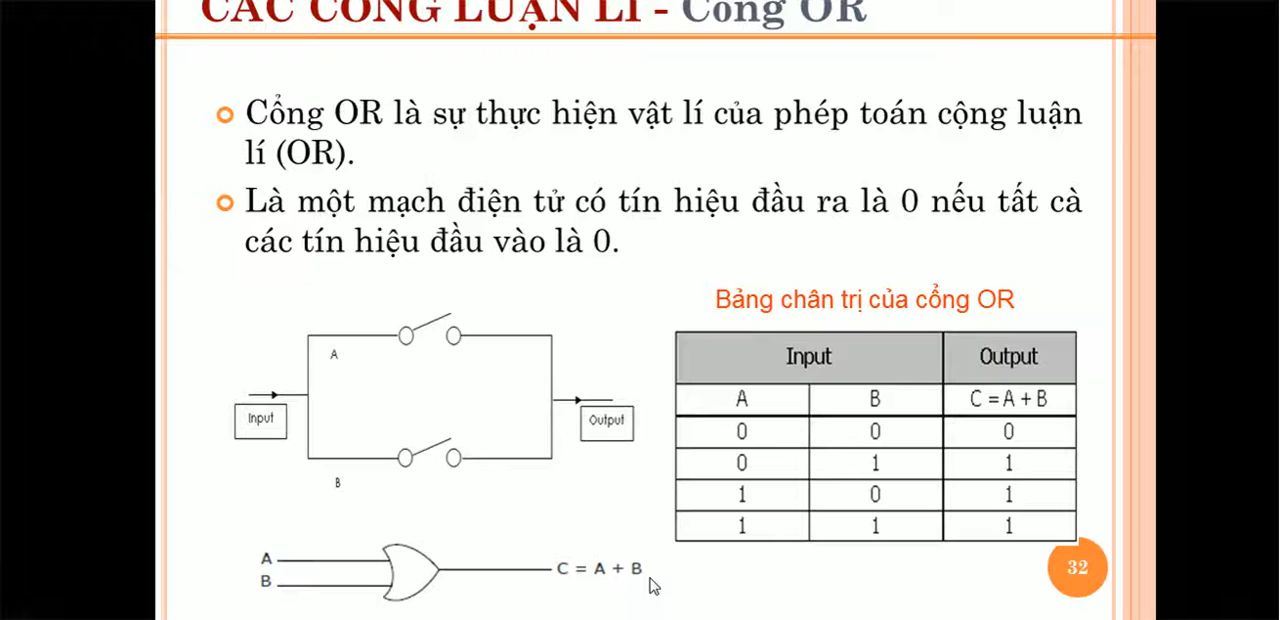 CÁC CỔNG LUẬN LÍ - Cổng OR
Cổng OR là sự thực hiện vật lí của phép toán cộng luận
lí (OR).
Là một mạch điện tử có tín hiệu đầu ra là 0 nếu tất cà
các tín hiệu đầu vào là 0.
Bảng chân trị của cổng OR
Input Output
A B C = A + B
0 0 0
0 1 1
1 0 1
1 1 1
A
Input
Output
B
A
B
C = A + B
32